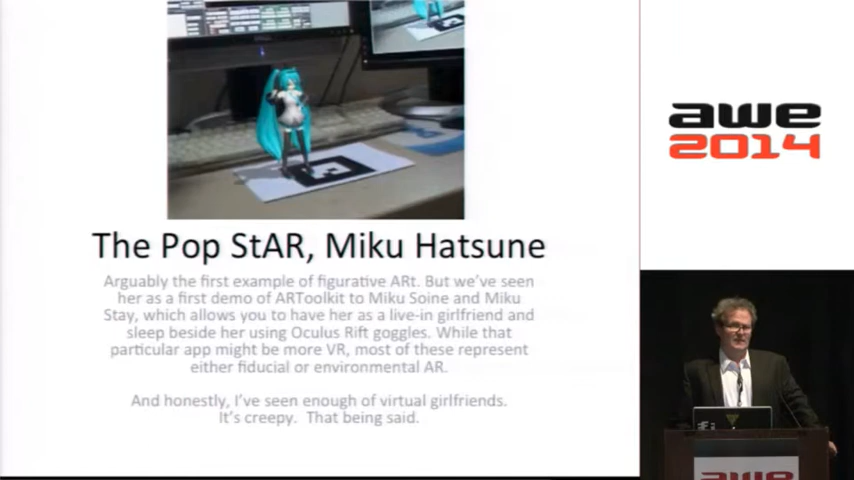 The Pop StAR, Miku Hatsune
Arguably the first example of figurative ARt. But we've seen
her as a first demo of ARToolkit to Miku Soine and Miku
Stay, which allows you to have her as a live-in girlfriend and
sleep beside her using Oculus Rift goggles. While that
particular app might be more VR, most of these represent
either fiducial or environmental AR.
And honestly, I've seen enough of virtual girlfriends.
It's creepy.  That being said.
awe
2014
awe